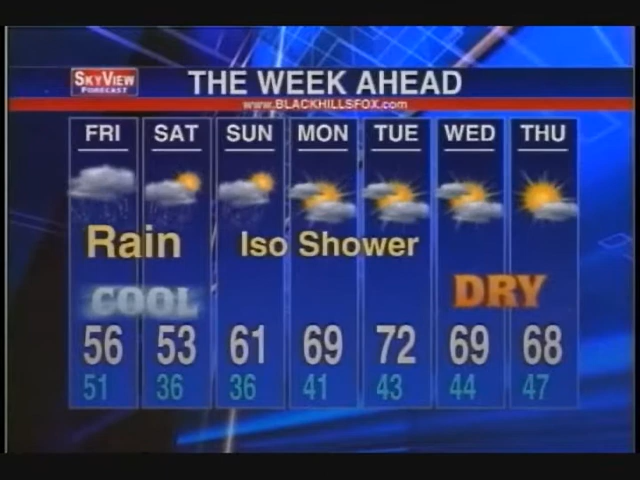 SKYVIEW
FORECAST
THE WEEK AHEAD
www.BLACKHILLSFOX.com
FRI SAT SUN MON TUE WED THU
Rain Iso Shower
COOL DRY
56 53 61 69 72 69 68
51 36 36 41 43 44 47